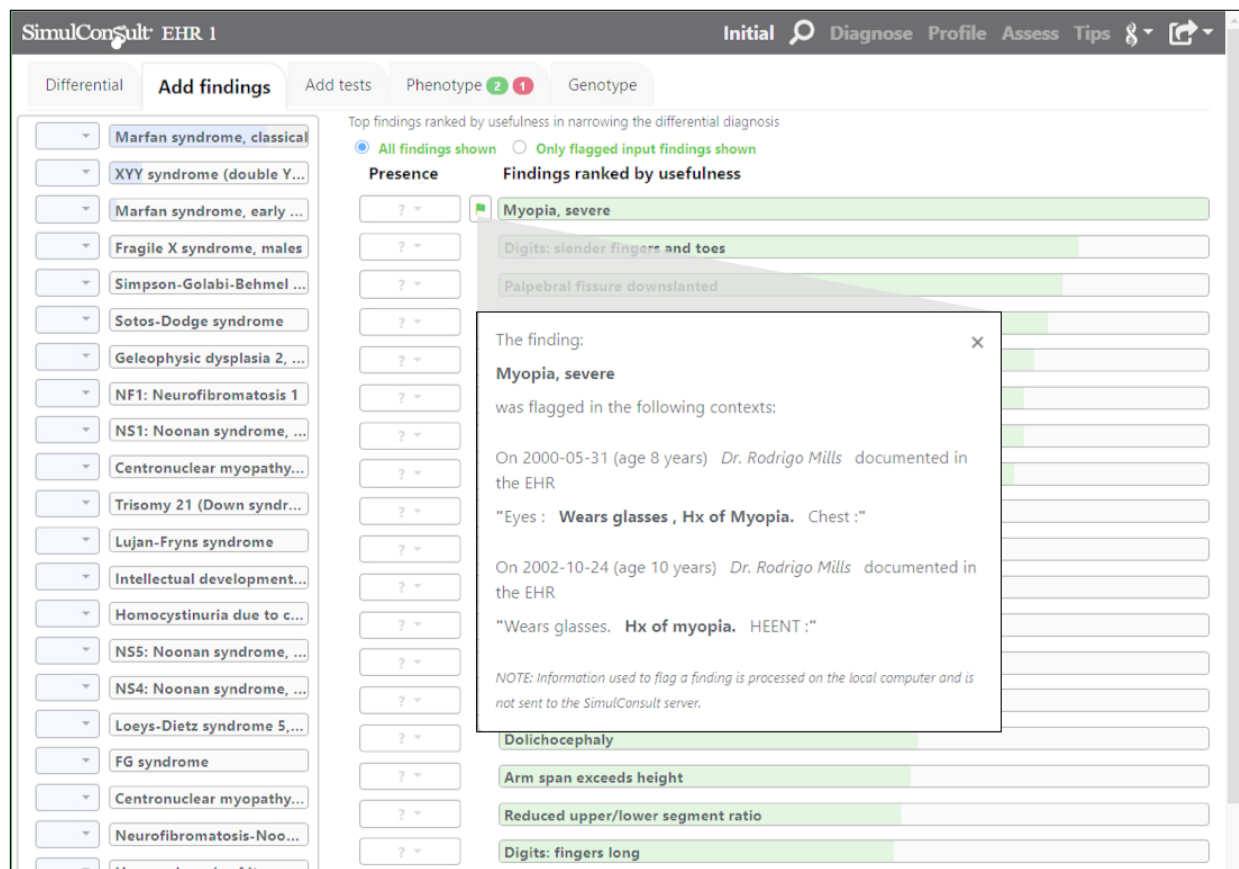 SimulConsult EHR 1
Initial Diagnose Profile Assess Tips
Differential Add findings Add tests Phenotype 2 1 Genotype
Top findings ranked by usefulness in narrowing the differential diagnosis
All findings shown Only flagged input findings shown
Presence Findings ranked by usefulness
Marfan syndrome, classical
XYY syndrome (double Y...
Marfan syndrome, early ...
Fragile X syndrome, males
Simpson-Golabi-Behmel ...
Sotos-Dodge syndrome
Geleophysic dysplasia 2, ...
NF1: Neurofibromatosis 1
NS1: Noonan syndrome, ...
Centronuclear myopathy...
Trisomy 21 (Down syndr...
Lujan-Fryns syndrome
Intellectual development...
Homocystinuria due to c...
NS5: Noonan syndrome, ...
NS4: Noonan syndrome, ...
Loeys-Dietz syndrome 5,...
FG syndrome
Centronuclear myopathy...
Neurofibromatosis-Noo...
? Myopia, severe
? Digits: slender fingers and toes
? Palpebral fissure downslanted
?
?
?
?
?
?
?
?
?
?
?
? Dolichocephaly
? Arm span exceeds height
? Reduced upper/lower segment ratio
? Digits: fingers long
The finding:
Myopia, severe
was flagged in the following contexts:
On 2000-05-31 (age 8 years) Dr. Rodrigo Mills documented in
the EHR
"Eyes : Wears glasses , Hx of Myopia. Chest :"
On 2002-10-24 (age 10 years) Dr. Rodrigo Mills documented in
the EHR
"Wears glasses. Hx of myopia. HEENT :"
NOTE: Information used to flag a finding is processed on the local computer and is
not sent to the SimulConsult server.